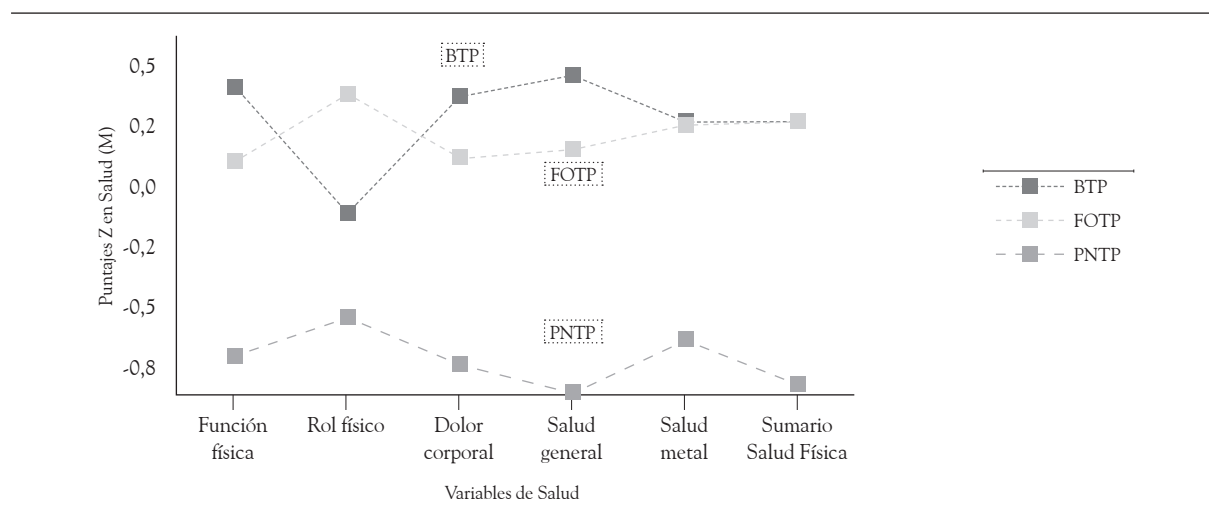 Puntajes Z en Salud (M)
0,5
0,2
0,0
-0,2
-0,5
-0,8
BTP
FOTP
PNTP
BTP
FOTP
PNTP
Función
física
Rol físico
Dolor
corporal
Salud
general
Salud
metal
Sumario
Salud Física
Variables de Salud